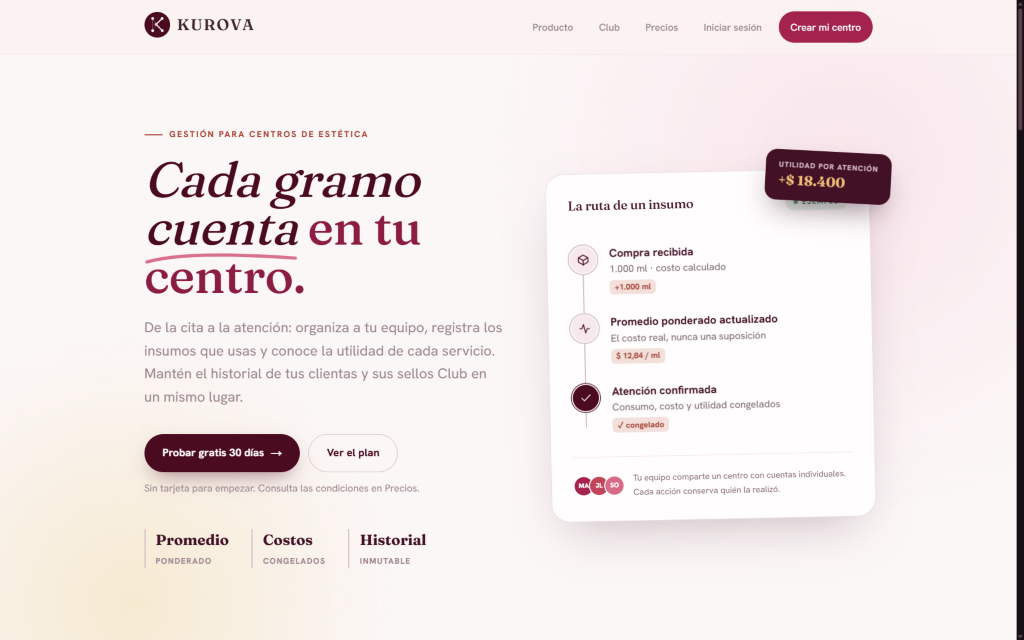 KUROVA
Producto
Club
Precios
Iniciar sesión
Crear mi centro
GESTIÓN PARA CENTROS DE ESTÉTICA
Cada gramo
cuenta en tu
centro.
De la cita a la atención: organiza a tu equipo, registra los
insumos que usas y conoce la utilidad de cada servicio.
Mantén el historial de tus clientas y sus sellos Club en
un mismo lugar.
Probar gratis 30 días →
Ver el plan
Sin tarjeta para empezar. Consulta las condiciones en Precios.
Promedio
PONDERADO
Costos
CONGELADOS
Historial
INMUTABLE
UTILIDAD POR ATENCIÓN
+$ 18.400
La ruta de un insumo
Compra recibida
1.000 ml · costo calculado
+1.000 ml
Promedio ponderado actualizado
El costo real, nunca una suposición
$ 12,84 / ml
Atención confirmada
Consumo, costo y utilidad congelados
✓ congelado
MA
JL
SO
Tu equipo comparte un centro con cuentas individuales.
Cada acción conserva quién la realizó.